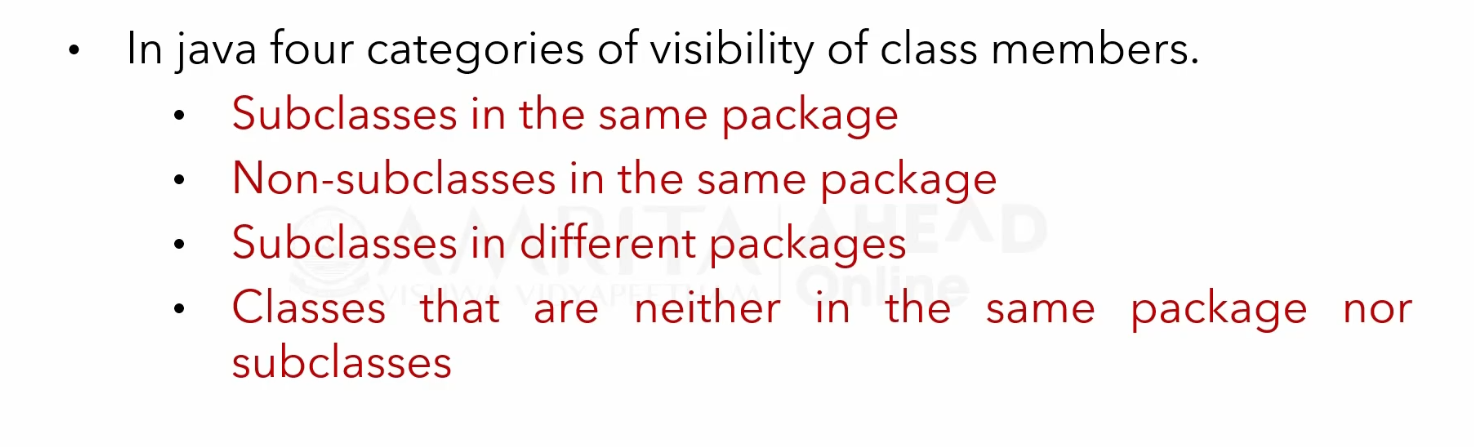 • In java four categories of visibility of class members.
• Subclasses in the same package
• Non-subclasses in the same package
• Subclasses in different packages
• Classes that are neither in the same package nor
subclasses
AMRITA AHEAD
VISHWA VIDYAPEETHAM Online